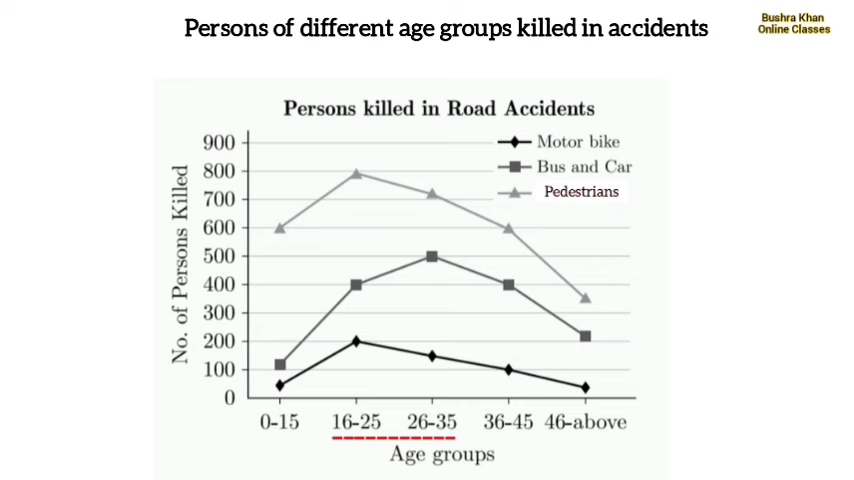 Persons of different age groups killed in accidents
Bushra Khan
Online Classes
Persons killed in Road Accidents
Motor bike
Bus and Car
Pedestrians
No. of Persons Killed
900
800
700
600
500
400
300
200
100
0
0-15 16-25 26-35 36-45 46-above
Age groups